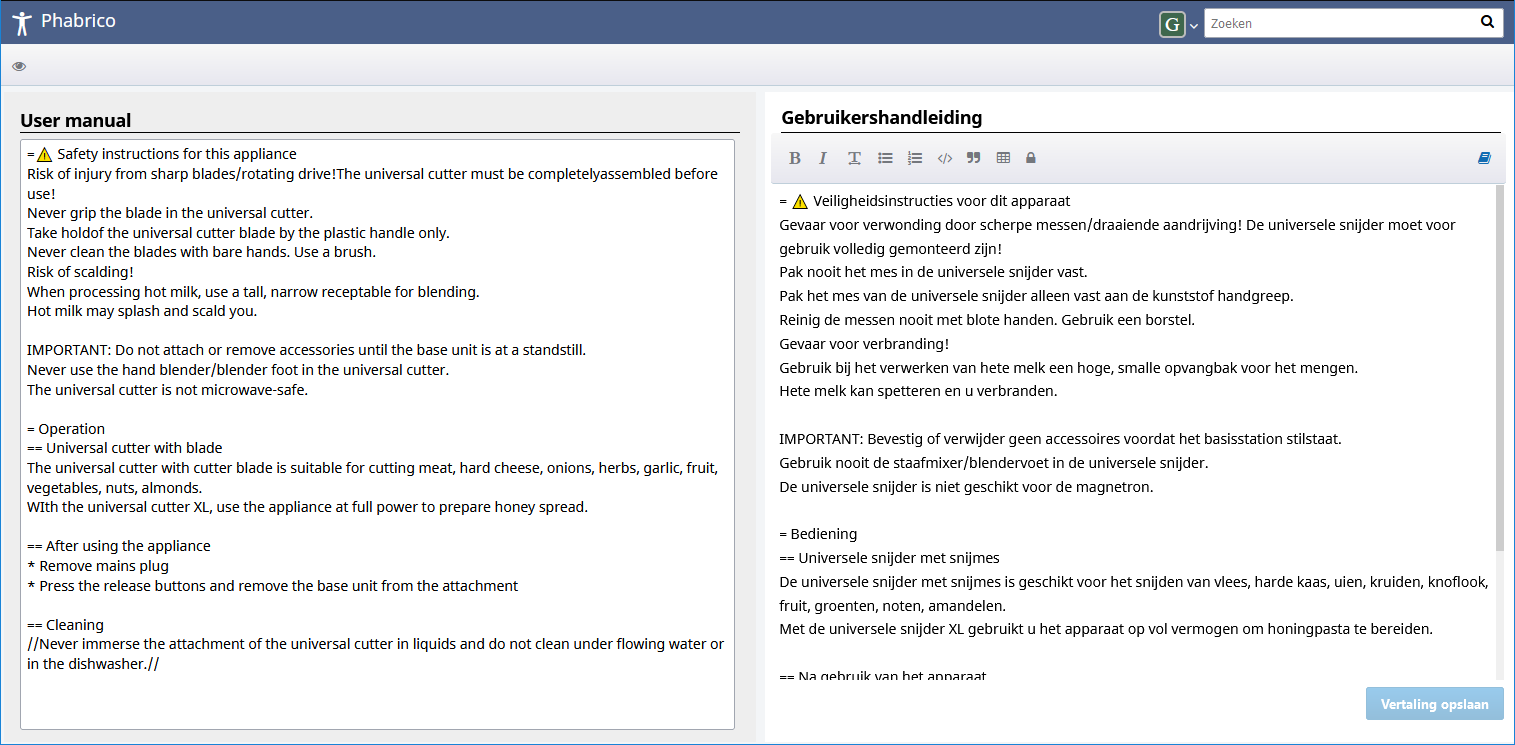 Phabrico
G
Zoeken
User manual
=⚠ Safety instructions for this appliance
Risk of injury from sharp blades/rotating drive!The universal cutter must be completelyassembled before
use!
Never grip the blade in the universal cutter.
Take holdof the universal cutter blade by the plastic handle only.
Never clean the blades with bare hands. Use a brush.
Risk of scalding!
When processing hot milk, use a tall, narrow receptable for blending.
Hot milk may splash and scald you.
IMPORTANT: Do not attach or remove accessories until the base unit is at a standstill.
Never use the hand blender/blender foot in the universal cutter.
The universal cutter is not microwave-safe.
= Operation
== Universal cutter with blade
The universal cutter with cutter blade is suitable for cutting meat, hard cheese, onions, herbs, garlic, fruit,
vegetables, nuts, almonds.
WIth the universal cutter XL, use the appliance at full power to prepare honey spread.
== After using the appliance
* Remove mains plug
* Press the release buttons and remove the base unit from the attachment
== Cleaning
//Never immerse the attachment of the universal cutter in liquids and do not clean under flowing water or
in the dishwasher.//
Gebruikershandleiding
B I T </>
= ⚠ Veiligheidsinstructies voor dit apparaat
Gevaar voor verwonding door scherpe messen/draaiende aandrijving! De universele snijder moet voor
gebruik volledig gemonteerd zijn!
Pak nooit het mes in de universele snijder vast.
Pak het mes van de universele snijder alleen vast aan de kunststof handgreep.
Reinig de messen nooit met blote handen. Gebruik een borstel.
Gevaar voor verbranding!
Gebruik bij het verwerken van hete melk een hoge, smalle opvangbak voor het mengen.
Hete melk kan spetteren en u verbranden.
IMPORTANT: Bevestig of verwijder geen accessoires voordat het basisstation stilstaat.
Gebruik nooit de staafmixer/blendervoet in de universele snijder.
De universele snijder is niet geschikt voor de magnetron.
= Bediening
== Universele snijder met snijmes
De universele snijder met snijmes is geschikt voor het snijden van vlees, harde kaas, uien, kruiden, knoflook,
fruit, groenten, noten, amandelen.
Met de universele snijder XL gebruikt u het apparaat op vol vermogen om honingpasta te bereiden.
== Na gebruik van het apparaat
Vertaling opslaan